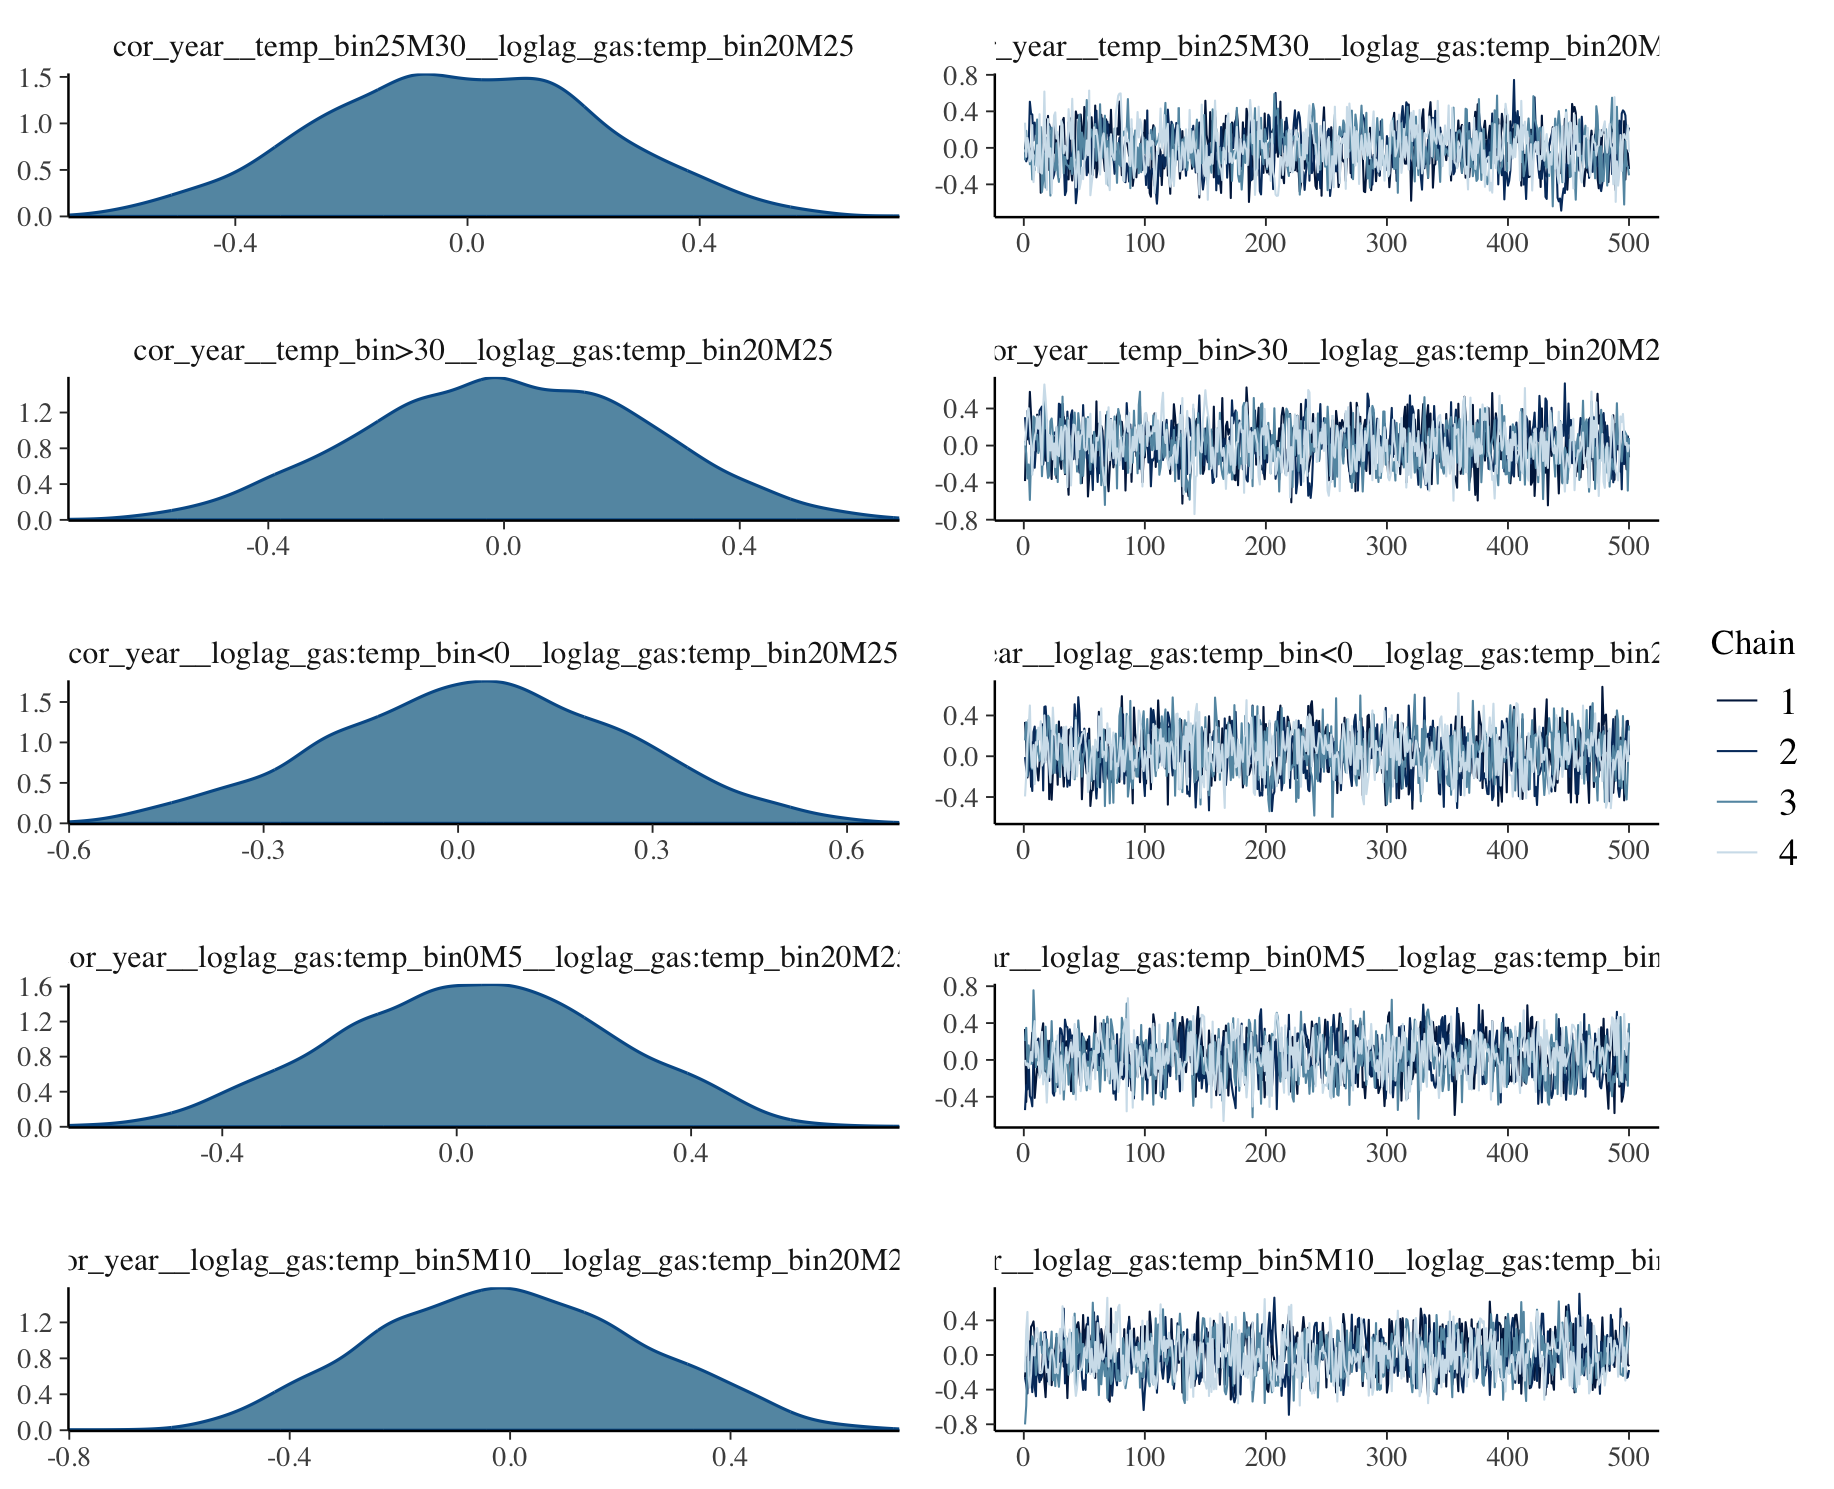 cor_year__temp_bin25M30__loglag_gas:temp_bin20M25
1.5
1.0
0.5
0.0
-0.4 0.0 0.4
_year__temp_bin25M30__loglag_gas:temp_bin20M
0.8
0.4
0.0
-0.4
0 100 200 300 400 500
cor_year__temp_bin>30__loglag_gas:temp_bin20M25
1.2
0.8
0.4
0.0
-0.4 0.0 0.4
or_year__temp_bin>30__loglag_gas:temp_bin20M2
0.4
0.0
-0.4
-0.8
0 100 200 300 400 500
cor_year__loglag_gas:temp_bin<0__loglag_gas:temp_bin20M25
1.5
1.0
0.5
0.0
-0.6 -0.3 0.0 0.3 0.6
ear__loglag_gas:temp_bin<0__loglag_gas:temp_bin2
0.4
0.0
-0.4
0 100 200 300 400 500
Chain
1
2
3
4
or_year__loglag_gas:temp_bin0M5__loglag_gas:temp_bin20M2
1.6
1.2
0.8
0.4
0.0
-0.4 0.0 0.4
r__loglag_gas:temp_bin0M5__loglag_gas:temp_bin
0.8
0.4
0.0
-0.4
0 100 200 300 400 500
or_year__loglag_gas:temp_bin5M10__loglag_gas:temp_bin20M2
1.2
0.8
0.4
0.0
-0.8 -0.4 0.0 0.4
r__loglag_gas:temp_bin5M10__loglag_gas:temp_bin
0.4
0.0
-0.4
-0.8
0 100 200 300 400 500